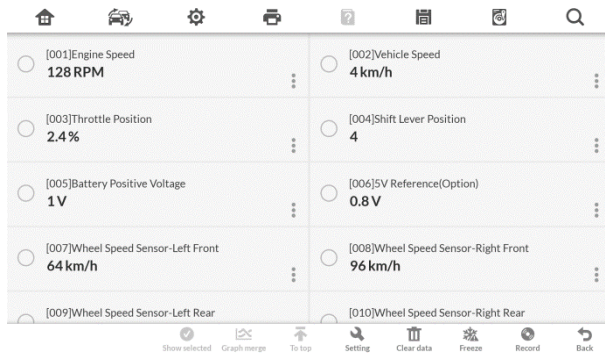 [001]Engine Speed
128 RPM
[002]Vehicle Speed
4 km/h
[003]Throttle Position
2.4 %
[004]Shift Lever Position
4
[005]Battery Positive Voltage
1 V
[006]5V Reference(Option)
0.8 V
[007]Wheel Speed Sensor-Left Front
64 km/h
[008]Wheel Speed Sensor-Right Front
96 km/h
[009]Wheel Speed Sensor-Left Rear
[010]Wheel Speed Sensor-Right Rear
Show selected Graph merge To top Setting Clear data Freeze Record Back